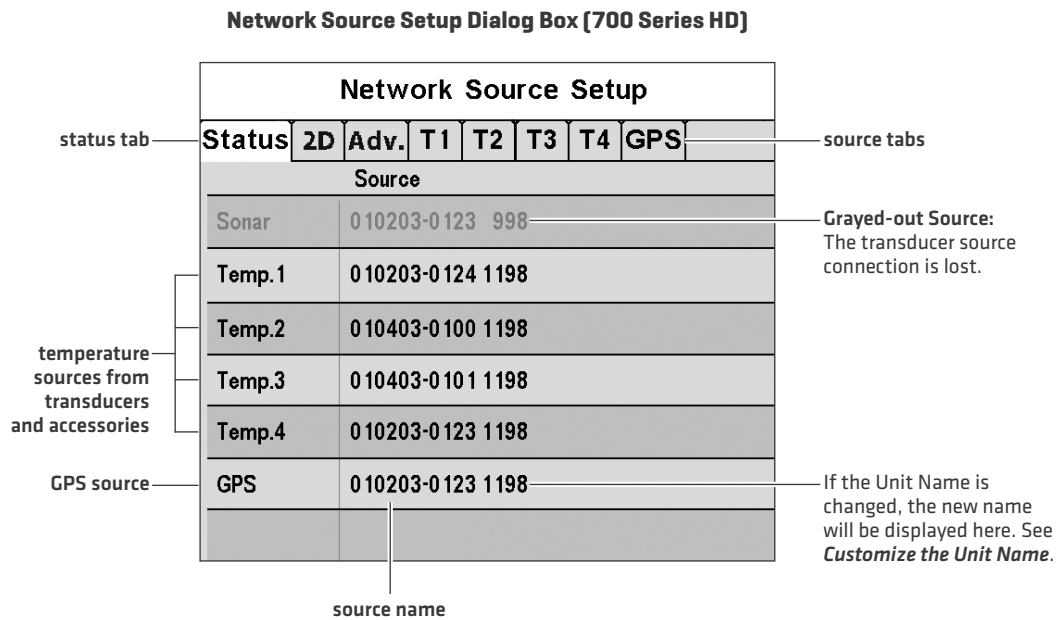 Network Source Setup Dialog Box (700 Series HD)
Network Source Setup
status tab
Status 2D Adv. T1 T2 T3 T4 GPS
source tabs
Source
Sonar 010203-0123 998
Grayed-out Source:
The transducer source
connection is lost.
Temp.1 010203-0124 1198
Temp.2 010403-0100 1198
Temp.3 010403-0101 1198
Temp.4 010203-0123 1198
temperature
sources from
transducers
and accessories
GPS source
GPS 010203-0123 1198
If the Unit Name is
changed, the new name
will be displayed here. See
Customize the Unit Name.
source name